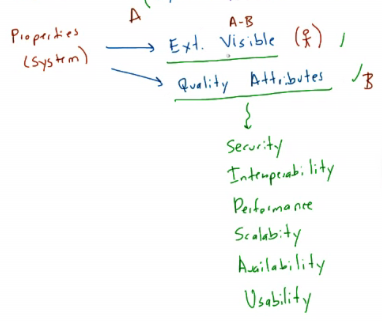 A
A-B
Properties
(System)
Ext. Visible
Quality Attributes
B
Security
Interoperability
Performance
Scalabity
Availability
Usability